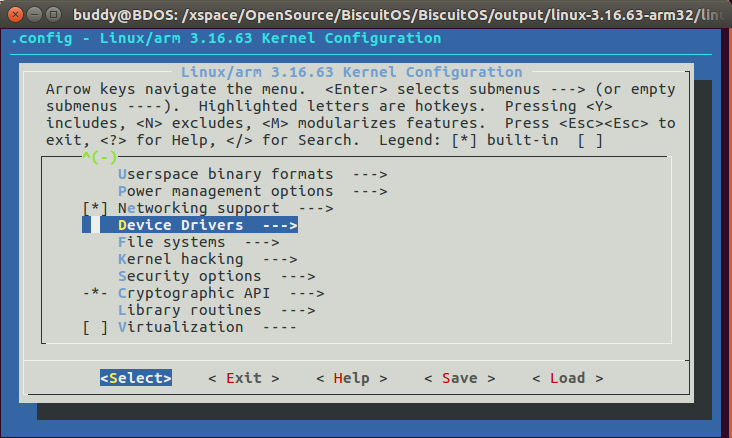 buddy@BDOS: /xspace/OpenSource/BiscuitOS/BiscuitOS/output/linux-3.16.63-arm32/linu
.config - Linux/arm 3.16.63 Kernel Configuration
Linux/arm 3.16.63 Kernel Configuration
Arrow keys navigate the menu.  <Enter> selects submenus ---> (or empty
submenus ----).  Highlighted letters are hotkeys.  Pressing <Y>
includes, <N> excludes, <M> modularizes features.  Press <Esc><Esc> to
exit, <?> for Help, </> for Search.  Legend: [*] built-in  [ ]
^(-)
Userspace binary formats  --->
Power management options  --->
[*] Networking support  --->
Device Drivers  --->
File systems  --->
Kernel hacking  --->
Security options  --->
-*- Cryptographic API  --->
Library routines  --->
[ ] Virtualization  ----
<Select>    < Exit >    < Help >    < Save >    < Load >